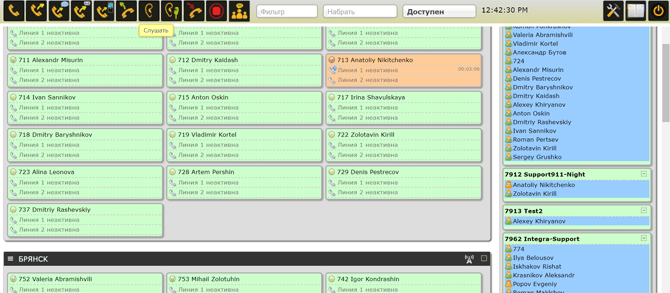 Фильтр
Набрать
Доступен
12:42:30 PM
Слушать
Линия 1 неактивна
Линия 1 неактивна
Линия 1 неактивна
Линия 2 неактивна
Линия 2 неактивна
Линия 2 неактивна
711 Alexandr Misurin
712 Dmitry Kaldash
713 Anatoliy Nikitchenko
Линия 1 неактивна
Линия 1 неактивна
Линия 1 неактивна
Линия 2 неактивна
Линия 2 неактивна
Линия 2 неактивна
714 Ivan Sannikov
715 Anton Oskin
717 Irina Shavulskaya
Линия 1 неактивна
Линия 1 неактивна
Линия 1 неактивна
Линия 2 неактивна
Линия 2 неактивна
Линия 2 неактивна
718 Dmitry Baryshnikov
719 Vladimir Kortel
722 Zolotavin Kirill
Линия 1 неактивна
Линия 1 неактивна
Линия 1 неактивна
Линия 2 неактивна
Линия 2 неактивна
Линия 2 неактивна
723 Alina Leonova
728 Artem Pershin
729 Denis Pestrecov
Линия 1 неактивна
Линия 1 неактивна
Линия 1 неактивна
Линия 2 неактивна
Линия 2 неактивна
Линия 2 неактивна
737 Dmitriy Rashevskiy
Линия 1 неактивна
Линия 2 неактивна
БРЯНСК
752 Valeria Abramishvili
753 Mihail Zolotuhin
742 Igor Kondrashin
Линия 1 неактивна
Линия 1 неактивна
Линия 1 неактивна
Valeria Abramishvili
Vladimir Kortel
Александр Бутов
724
Alexandr Misurin
Denis Pestrecov
Dmitry Baryshnikov
Dmitry Kaldash
Alexey Khiryanov
Anton Oskin
Dmitriy Rashevskiy
Ivan Sannikov
Roman Pertsev
Zolotavin Kirill
Sergey Grushko
7912 Support911-Night
Anatoliy Nikitchenko
Zolotavin Kirill
7913 Test2
Alexey Khiryanov
7962 Integra-Support
774
Ilya Belousov
Iskhakov Rishat
Krasnikov Aleksandr
Popov Evgeniy